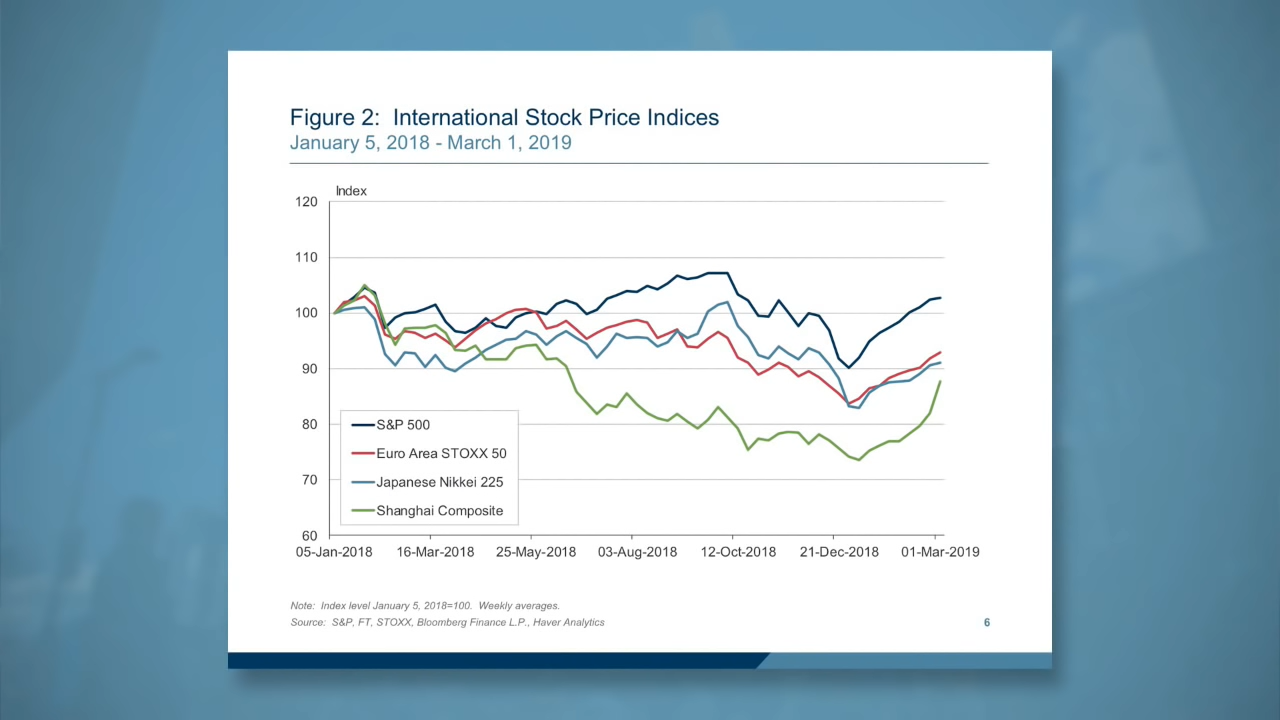 Figure 2:  International Stock Price Indices
January 5, 2018 - March 1, 2019
Index
120
110
100
90
80
70
60
S&P 500
Euro Area STOXX 50
Japanese Nikkei 225
Shanghai Composite
05-Jan-2018 16-Mar-2018 25-May-2018 03-Aug-2018 12-Oct-2018 21-Dec-2018 01-Mar-2019
Note:  Index level January 5, 2018=100.  Weekly averages.
Source:  S&P, FT, STOXX, Bloomberg Finance L.P., Haver Analytics
6